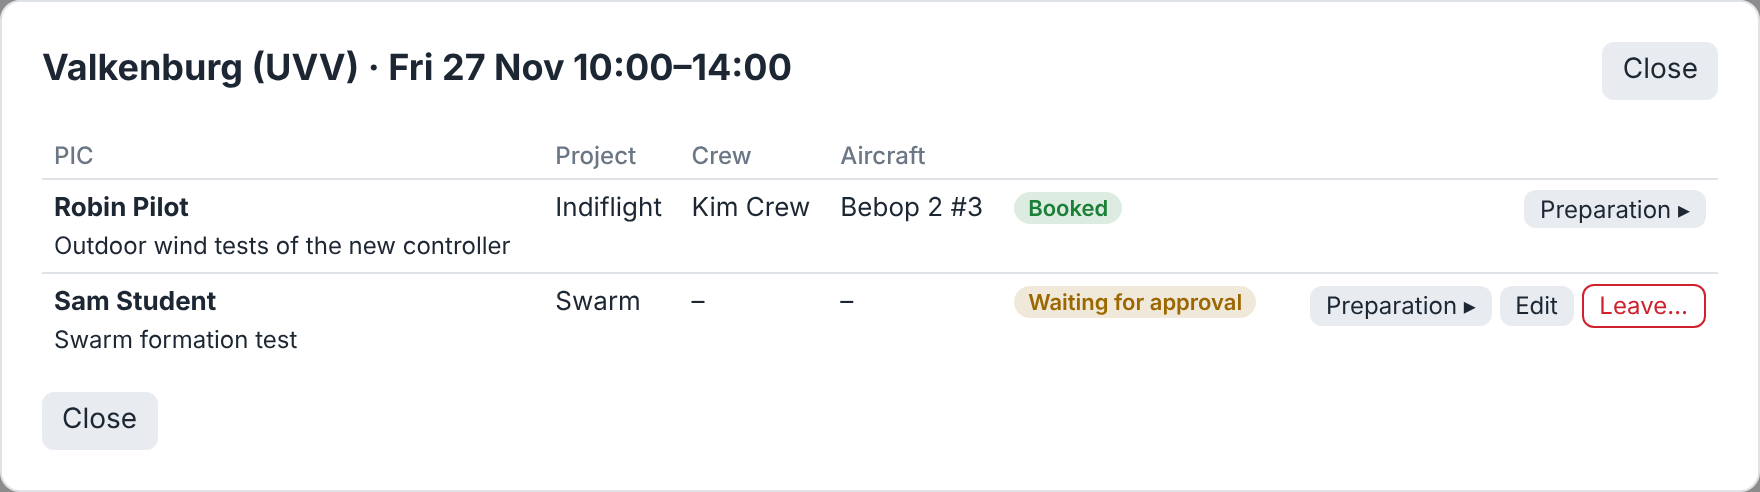 Valkenburg (UVV) · Fri 27 Nov 10:00–14:00 Close
PIC Project Crew Aircraft
Robin Pilot Indiflight Kim Crew Bebop 2 #3 Booked Preparation ▸
Outdoor wind tests of the new controller
Sam Student Swarm – – Waiting for approval Preparation ▸ Edit Leave…
Swarm formation test
Close